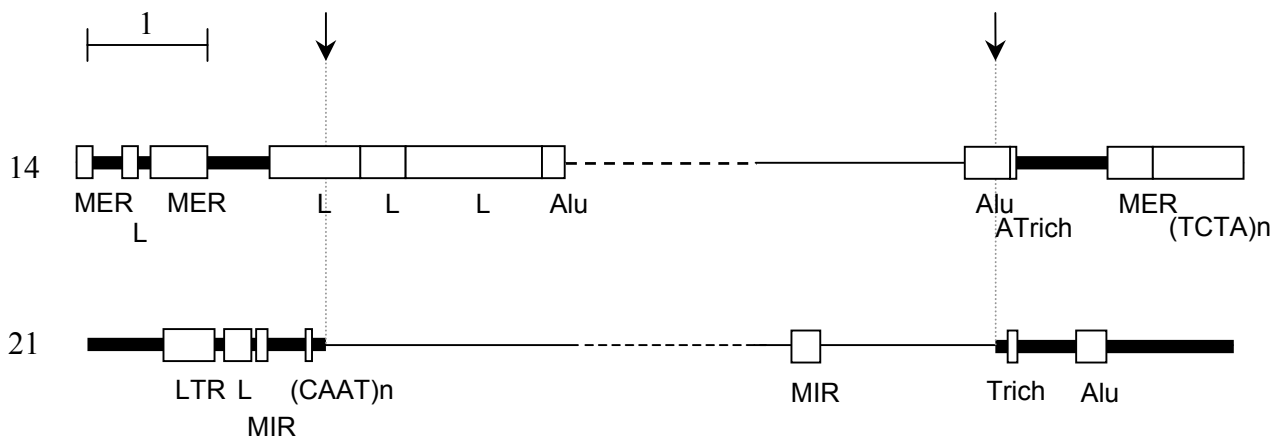 1
14
MER MER L L L Alu Alu MER
L ATrich (TCTA)n
21
LTR L (CAAT)n MIR Trich Alu
MIR